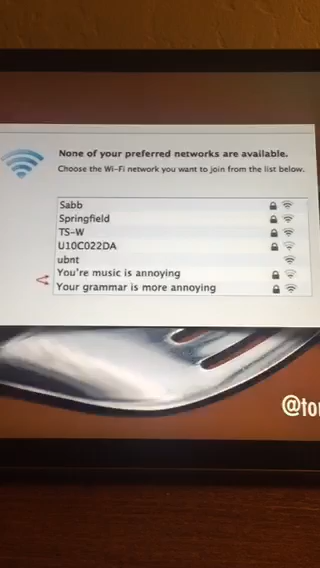 None of your preferred networks are available.
Choose the Wi-Fi network you want to join from the list below.
Sabb
Springfield
TS-W
U10C022DA
ubnt
You're music is annoying
Your grammar is more annoying